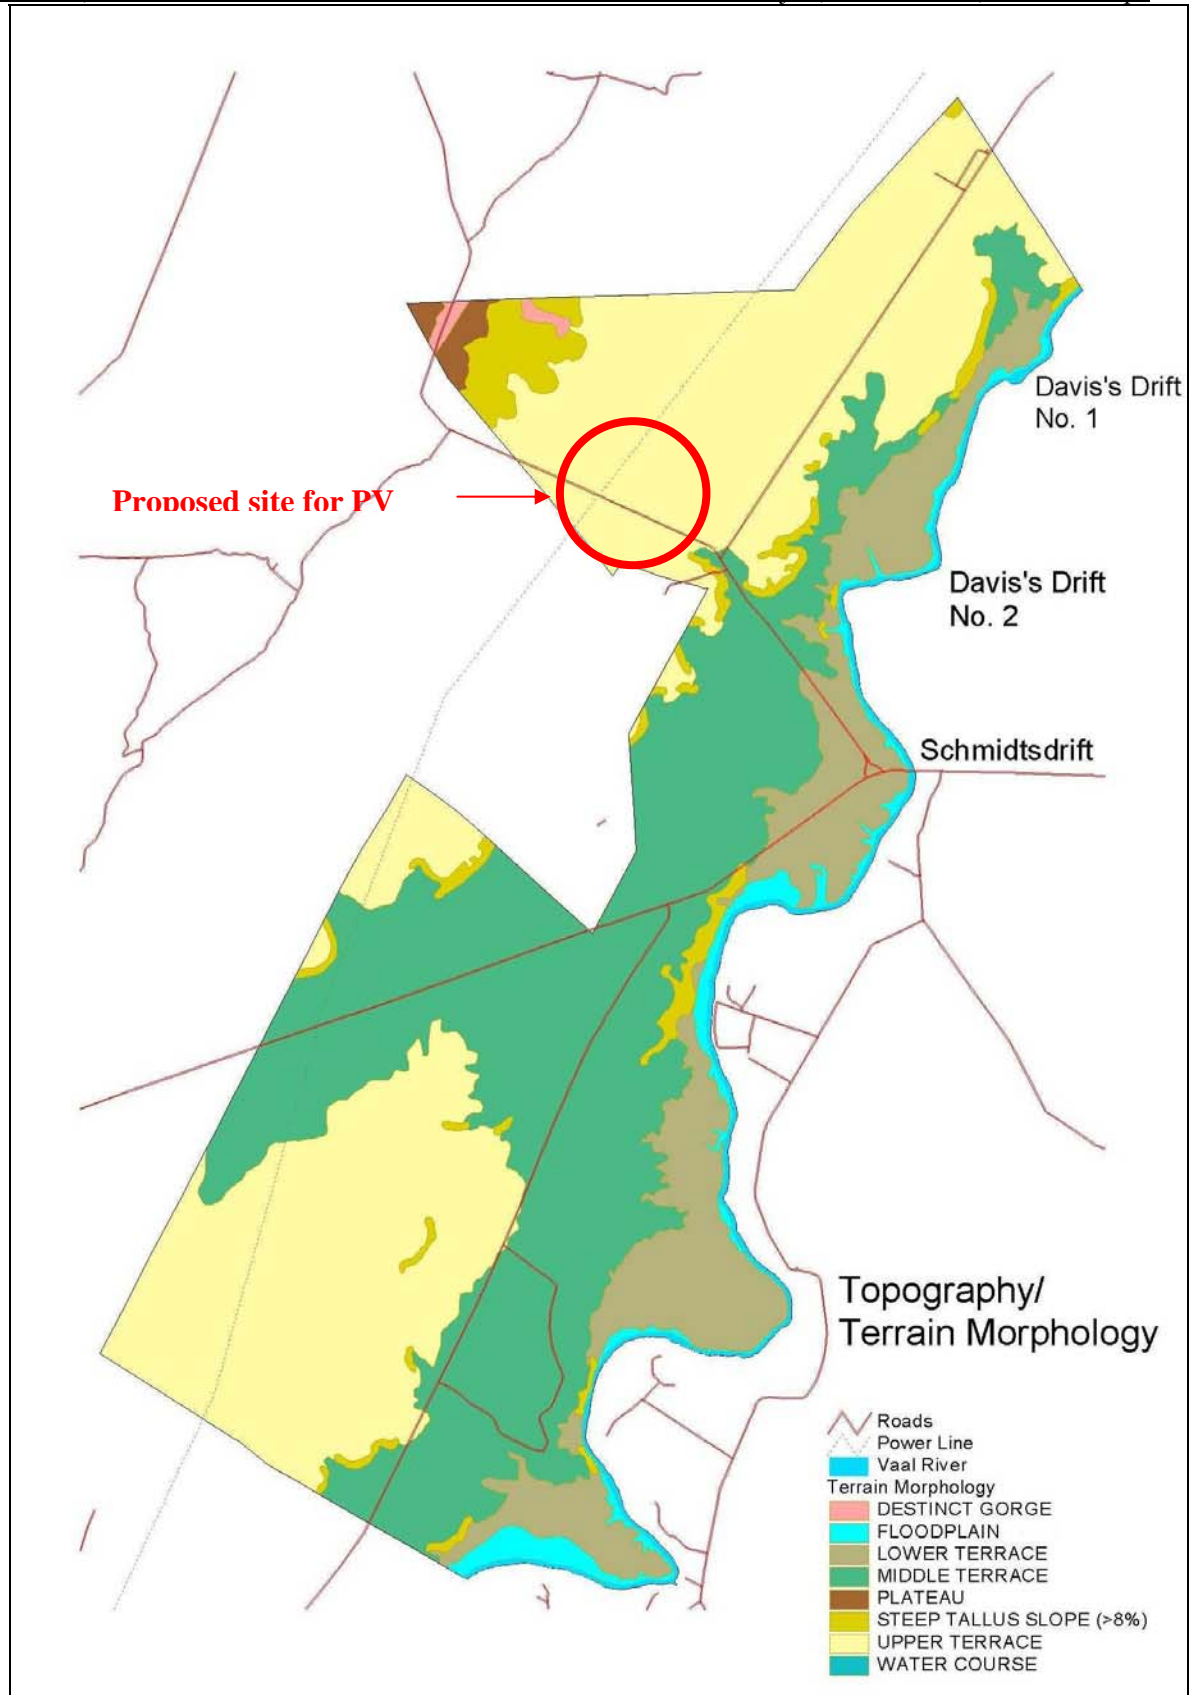 Davis's Drift
No. 1
Proposed site for PV
Davis's Drift
No. 2
Schmidtsdrift
Topography/
Terrain Morphology
Roads
Power Line
Vaal River
Terrain Morphology
DESTINCT GORGE
FLOODPLAIN
LOWER TERRACE
MIDDLE TERRACE
PLATEAU
STEEP TALLUS SLOPE (>8%)
UPPER TERRACE
WATER COURSE